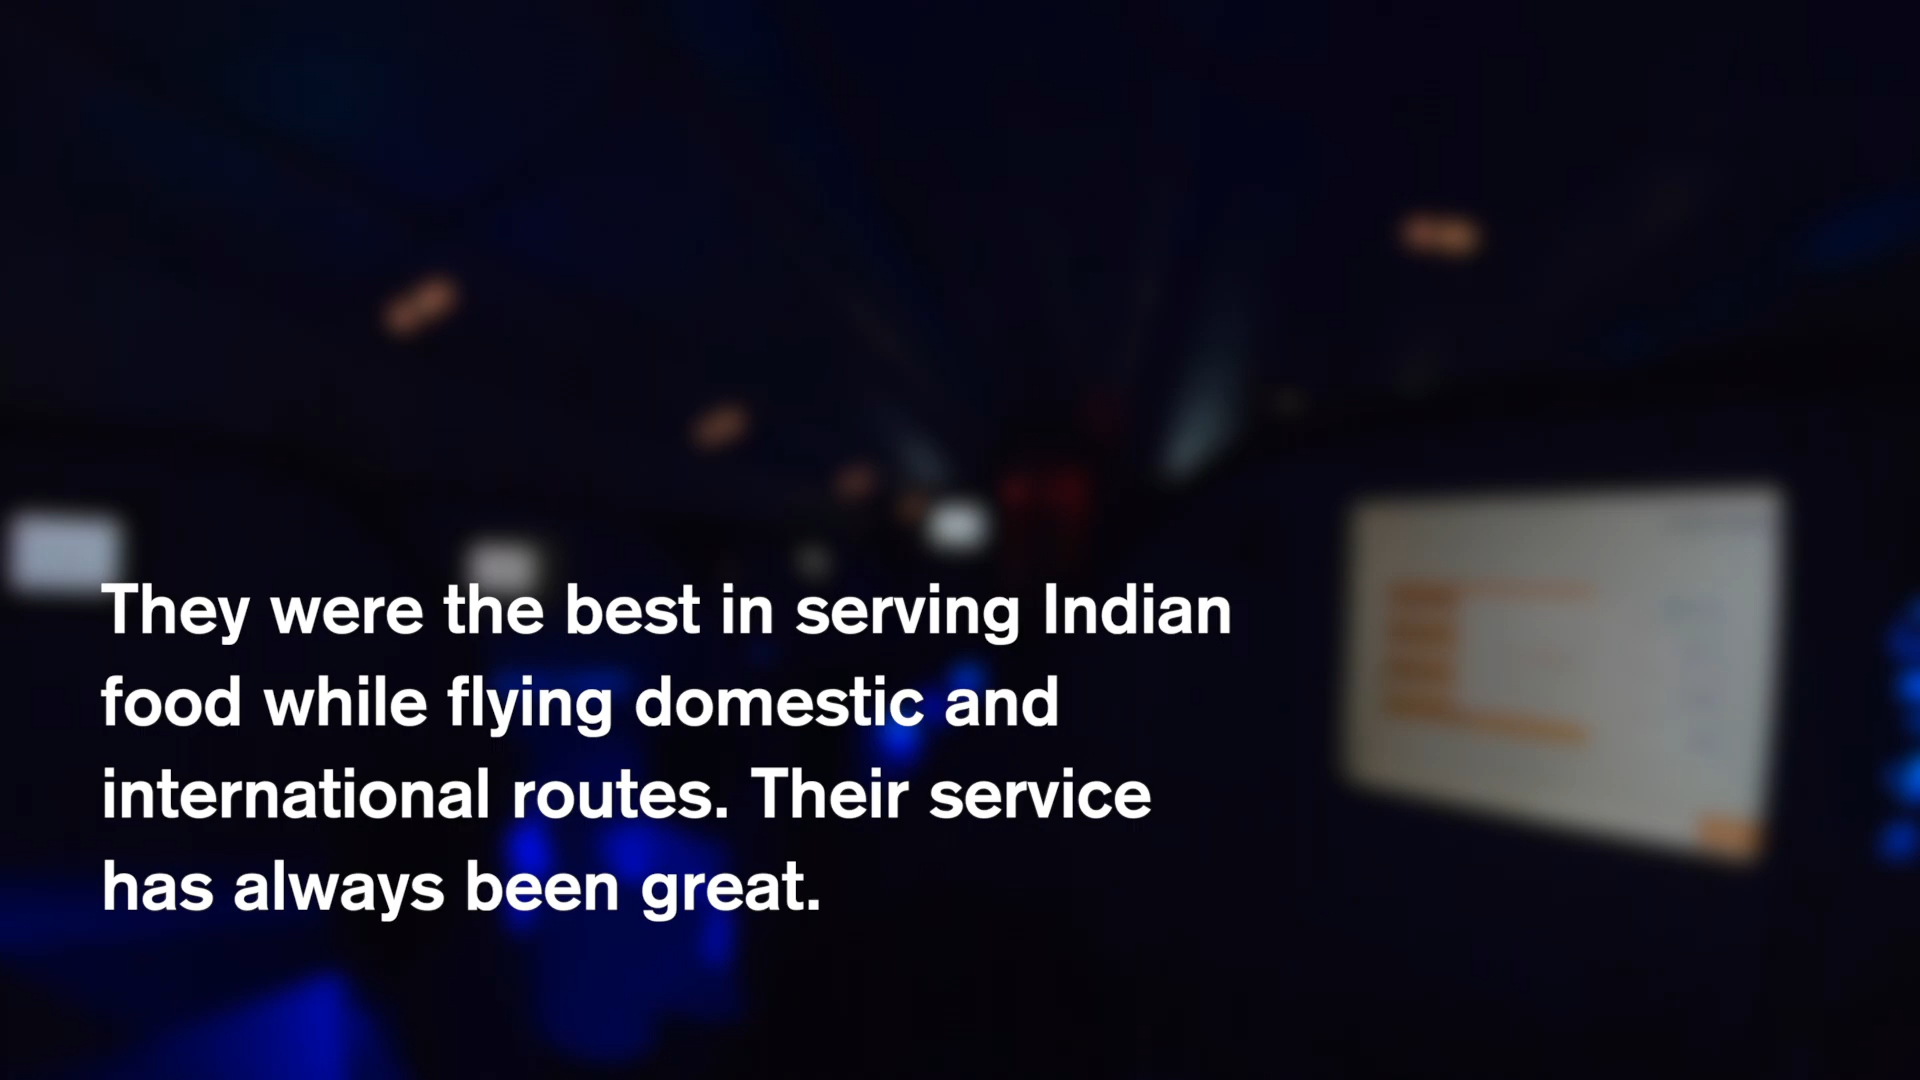 They were the best in serving Indian
food while flying domestic and
international routes. Their service
has always been great.